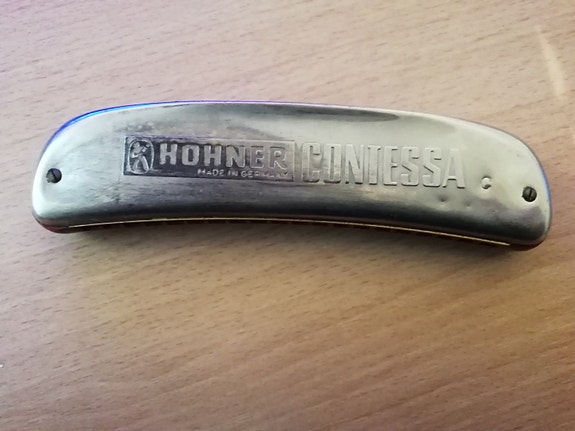 HOHNER CONTESSA C
MADE IN GERMANY